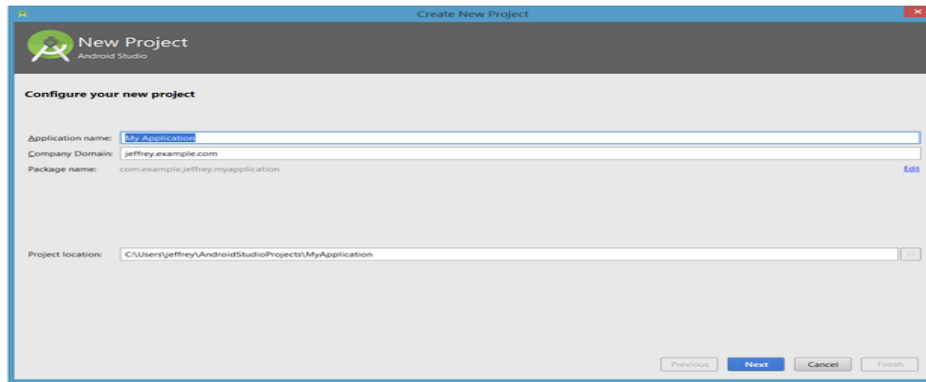 Create New Project
New Project
Android Studio
Configure your new project
Application name: My Application
Company Domain: jeffrey.example.com
Package name: com.example.jeffrey.myapplication Edit
Project location: C:\Users\jeffrey\AndroidStudioProjects\MyApplication ...
Previous Next Cancel Finish